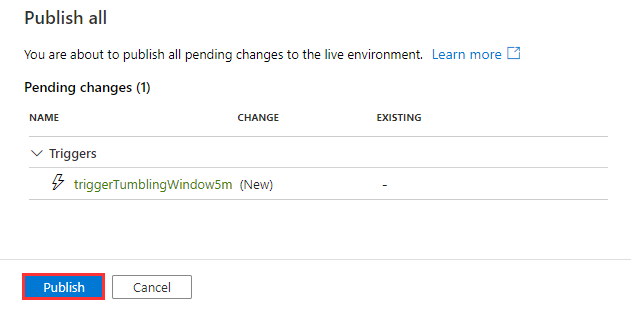 Publish all
You are about to publish all pending changes to the live environment. Learn more
Pending changes (1)
NAME CHANGE EXISTING
Triggers
triggerTumblingWindow5m (New) -
Publish Cancel